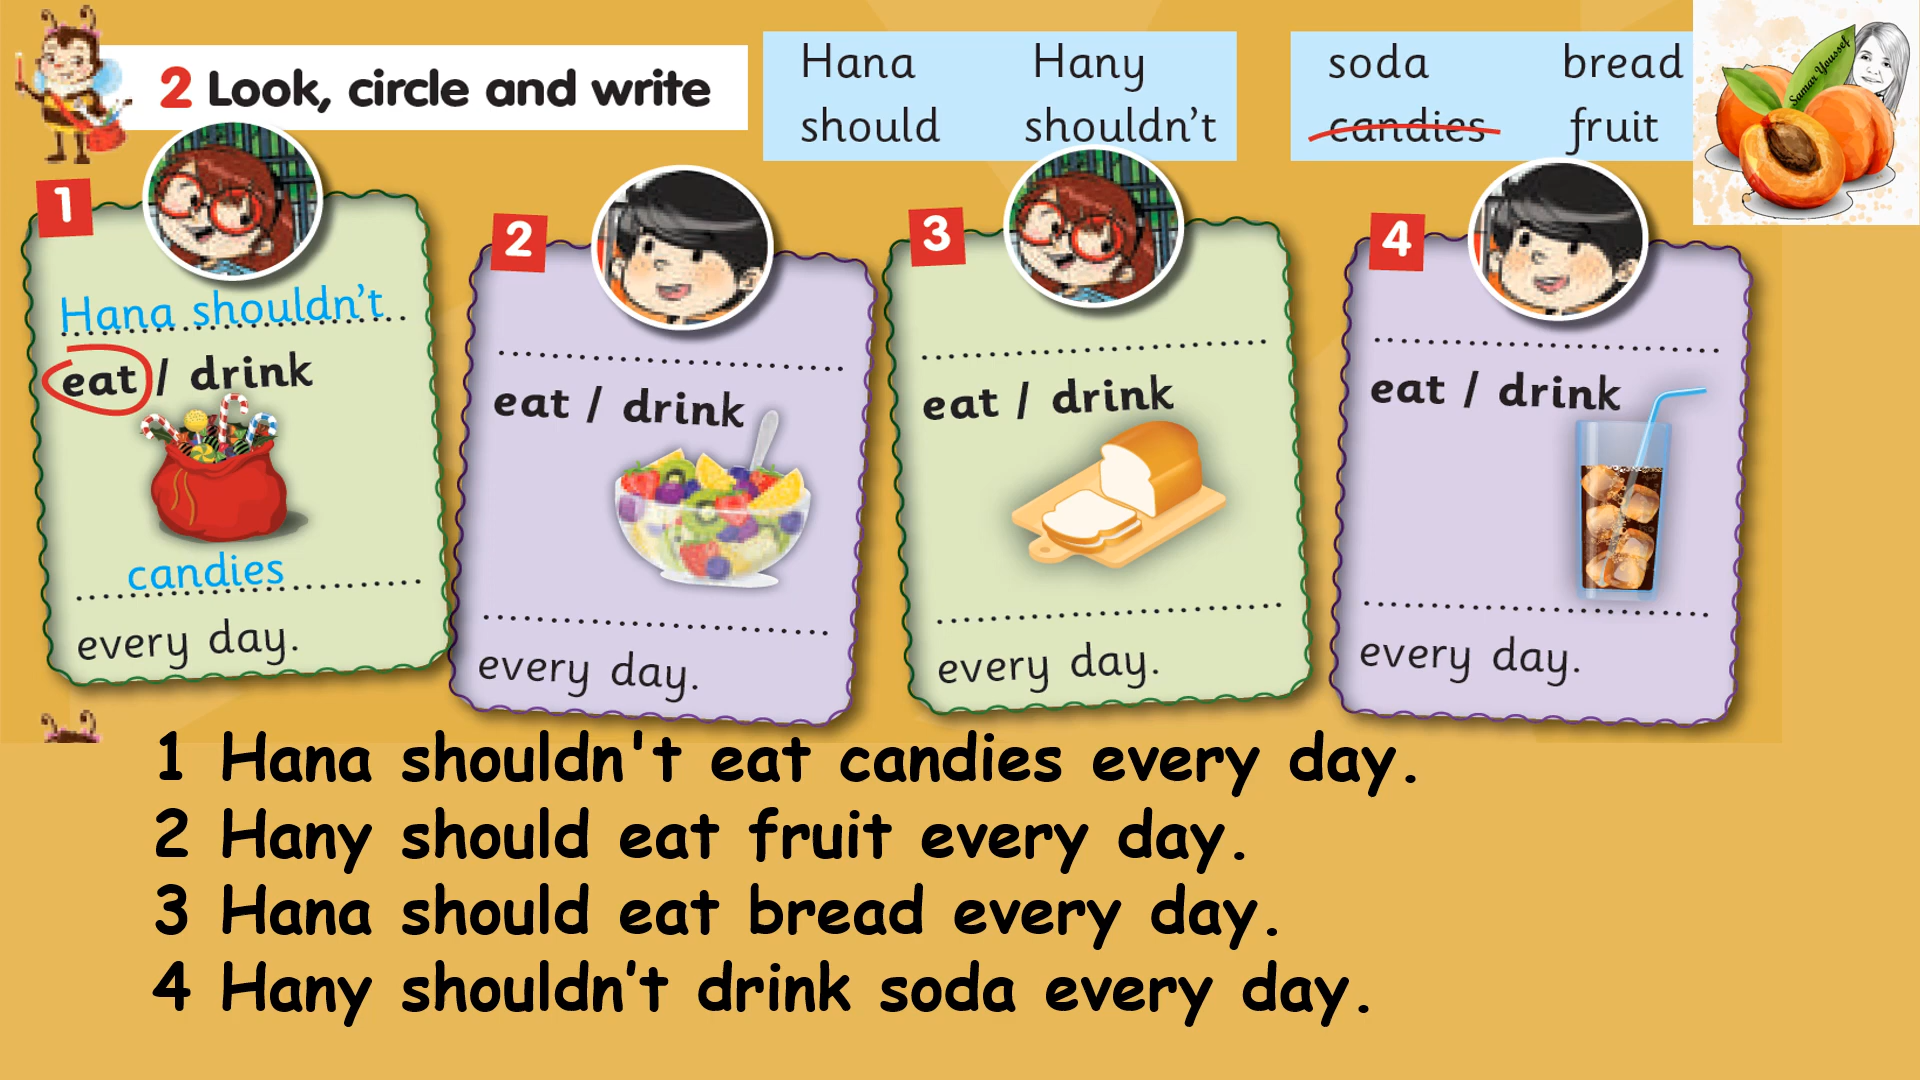 2 Look, circle and write
Hana Hany
should shouldn't
soda bread
candies fruit
Samar Youssef
1
Hana shouldn't
eat / drink
candies
every day.
2
eat / drink
every day.
3
eat / drink
every day.
4
eat / drink
every day.
1 Hana shouldn't eat candies every day.
2 Hany should eat fruit every day.
3 Hana should eat bread every day.
4 Hany shouldn't drink soda every day.